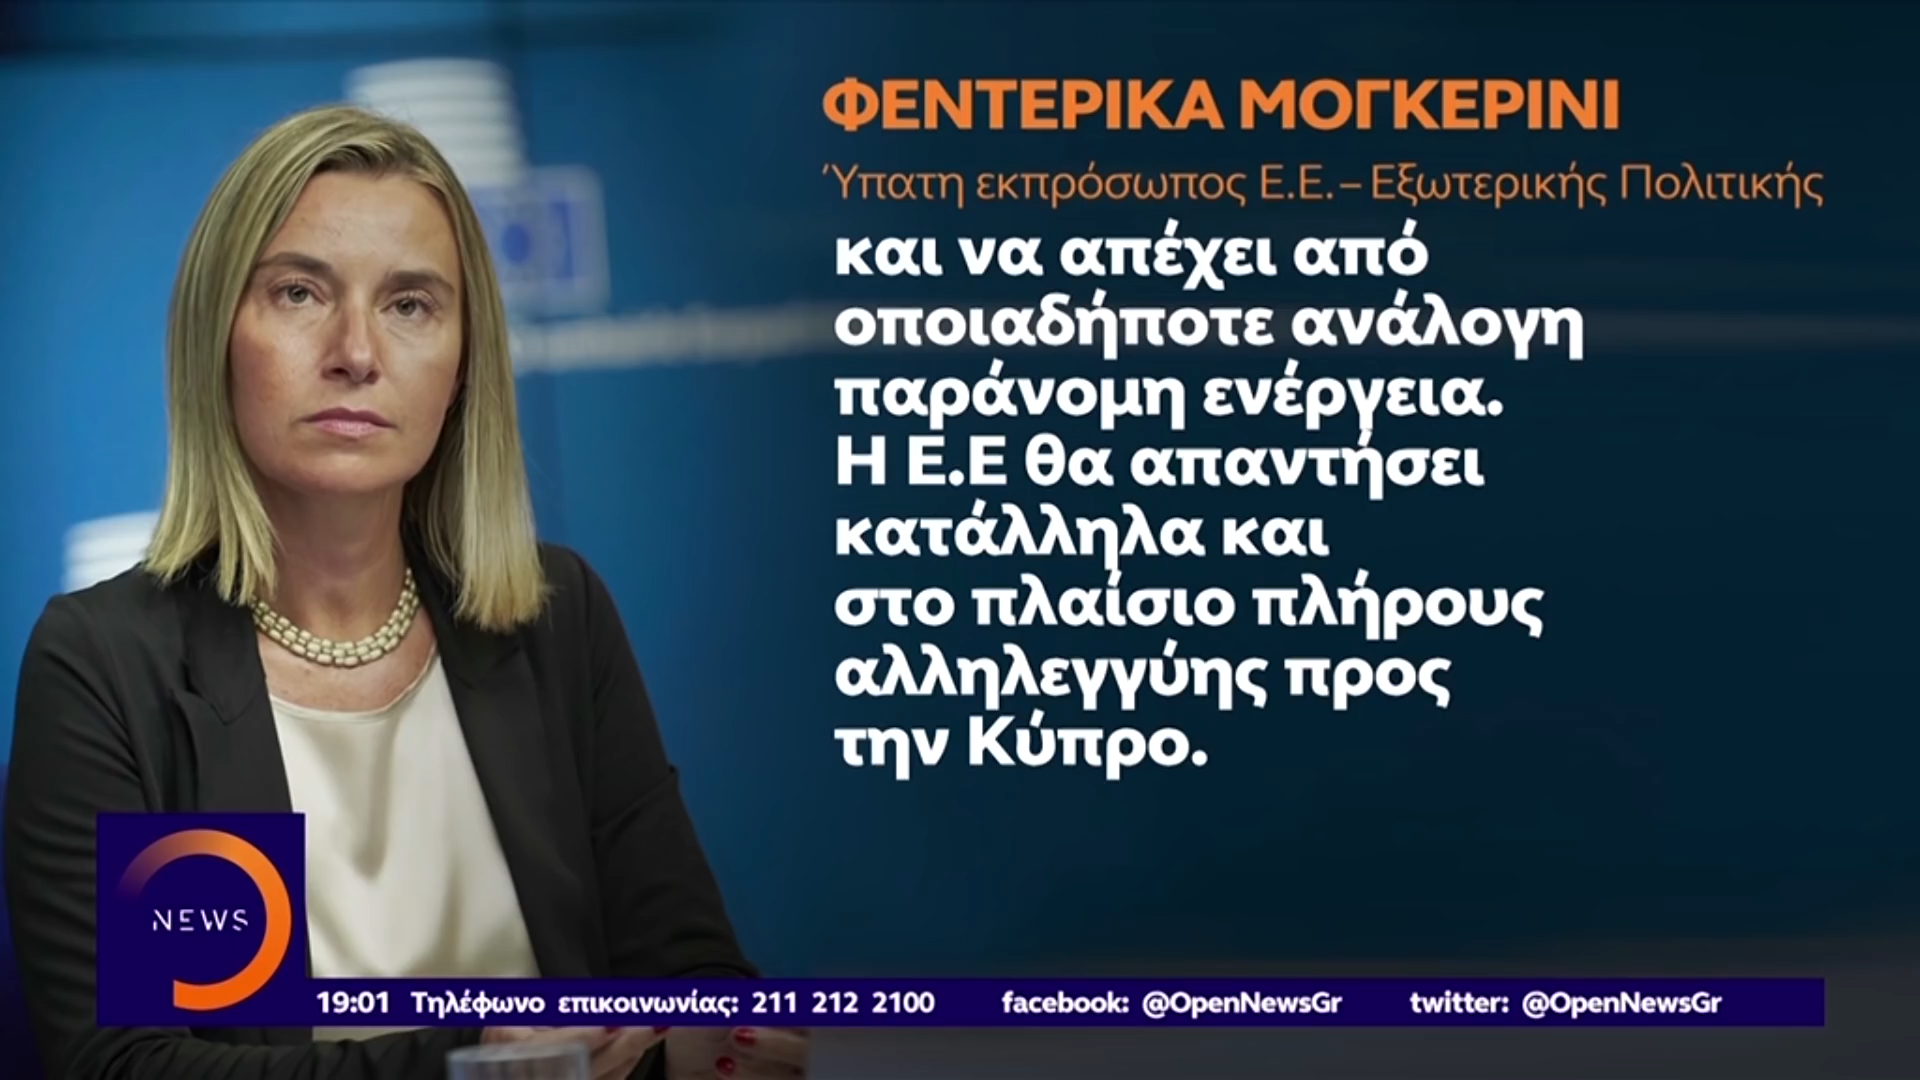 ΦΕΝΤΕΡΙΚΑ ΜΟΓΚΕΡΙΝΙ
Ύπατη εκπρόσωπος Ε.Ε. – Εξωτερικής Πολιτικής
και να απέχει από
οποιαδήποτε ανάλογη
παράνομη ενέργεια.
Η Ε.Ε θα απαντήσει
κατάλληλα και
στο πλαίσιο πλήρους
αλληλεγγύης προς
την Κύπρο.
NEWS
19:01 Τηλέφωνο επικοινωνίας: 211 212 2100 facebook: @OpenNewsGr twitter: @OpenNewsGr